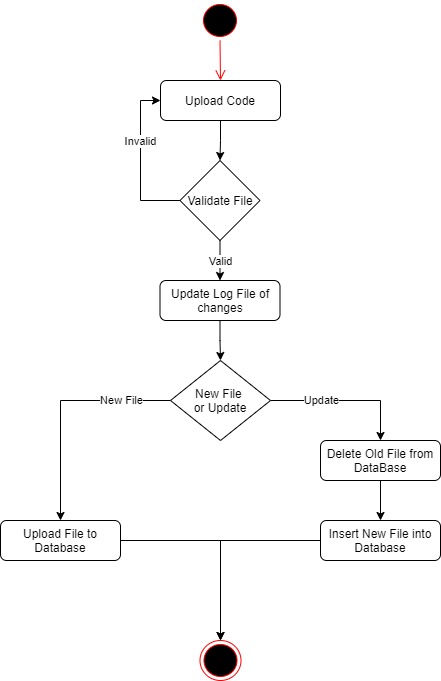 Upload Code
Invalid
Validate File
Valid
Update Log File of
changes
New File
or Update
New File
Update
Delete Old File from
DataBase
Upload File to
Database
Insert New File into
Database